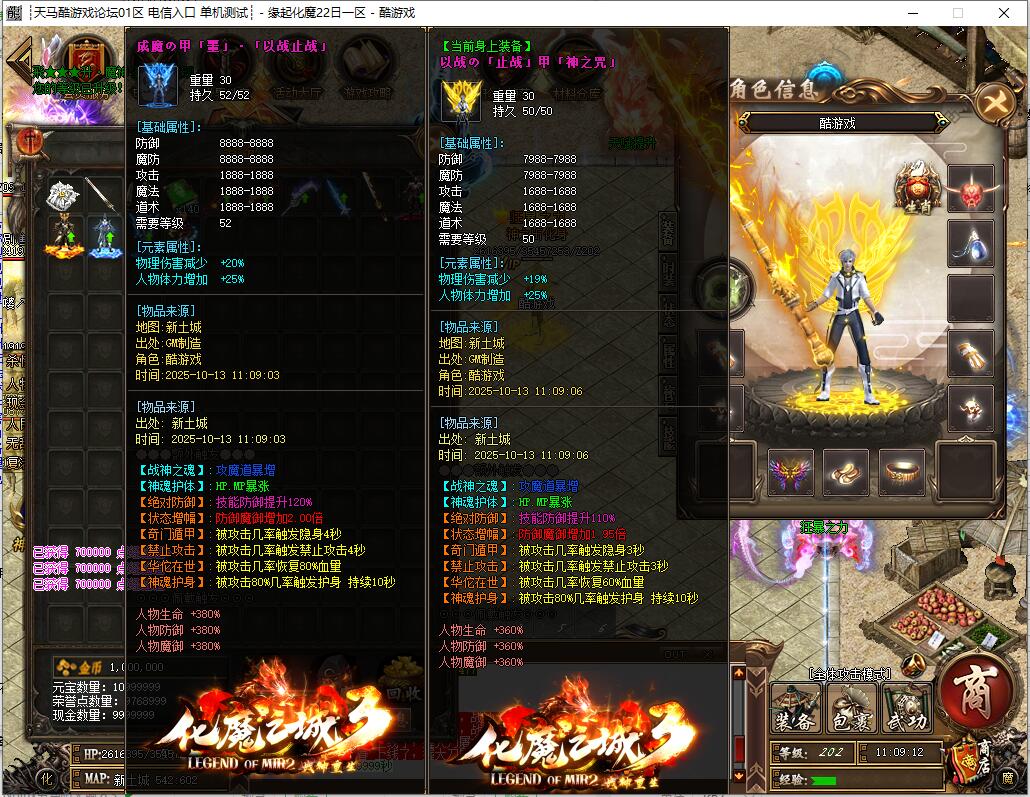 天马酷游戏论坛01区 电信入口 单机测试 - 缘起化魔22日一区 - 酷游戏
成魔の甲「噩」·「以战止战」
重量 30
持久 52/52
[基础属性]:
防御 8888-8888
魔防 8888-8888
攻击 1888-1888
魔法 1888-1888
道术 1888-1888
需要等级 52
[元素属性]:
物理伤害减少 +20%
人物体力增加 +25%
[物品来源]
地图:新土城
出处:GM制造
角色:酷游戏
时间:2025-10-13 11:09:03
[物品来源]
出处: 新土城
时间: 2025-10-13 11:09:03
【战神之魂】:攻魔道暴增
【神魂护体】:HP.MP暴涨
【绝对防御】:技能防御提升120%
【状态增幅】:防御魔御增加2.00倍
【奇门遁甲】:被攻击几率触发隐身4秒
【禁止攻击】:被攻击几率触发禁止攻击4秒
【华佗在世】:被攻击几率恢复80%血量
【神魂护身】:被攻击80%几率触发护身 持续10秒
人物生命 +380%
人物防御 +380%
人物魔御 +380%
化魔之城3
LEGEND OF MIR2 战神重生
【当前身上装备】
以战の「止战」甲「神之咒」
重量 30
持久 50/50
[基础属性]:
防御 7988-7988
魔防 7988-7988
攻击 1688-1688
魔法 1688-1688
道术 1688-1688
需要等级 50
[元素属性]:
物理伤害减少 +19%
人物体力增加 +25%
[物品来源]
地图:新土城
出处:GM制造
角色:酷游戏
时间:2025-10-13 11:09:06
[物品来源]
出处: 新土城
时间: 2025-10-13 11:09:06
【战神之魂】:攻魔道暴增
【神魂护体】:HP.MP暴涨
【绝对防御】:技能防御提升110%
【状态增幅】:防御魔御增加1.95倍
【奇门遁甲】:被攻击几率触发隐身3秒
【禁止攻击】:被攻击几率触发禁止攻击3秒
【华佗在世】:被攻击几率恢复60%血量
【神魂护身】:被攻击80%几率触发护身 持续10秒
人物生命 +360%
人物防御 +360%
人物魔御 +360%
化魔之城3
LEGEND OF MIR2 战神重生
角色信息
酷游戏
生肖
狂暴之力
已获得 700000 点
已获得 700000 点
已获得 700000 点
金币 1,000,000
元宝数量:
荣誉点数量:
现金数量:
HP:
MAP: 新土城 542:602
化
[全体攻击模式]
装备
包裹
武功
商
等级: 202
11:09:12
经验:
商店
魔